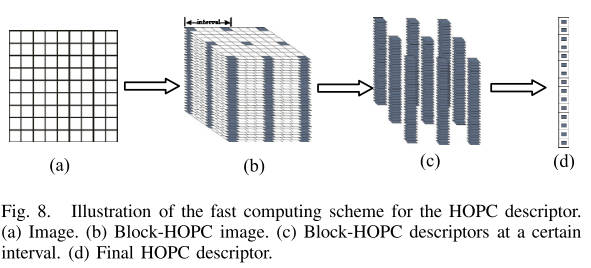 interval
(a)
(b)
(c)
(d)
Fig. 8. Illustration of the fast computing scheme for the HOPC descriptor.
(a) Image. (b) Block-HOPC image. (c) Block-HOPC descriptors at a certain
interval. (d) Final HOPC descriptor.